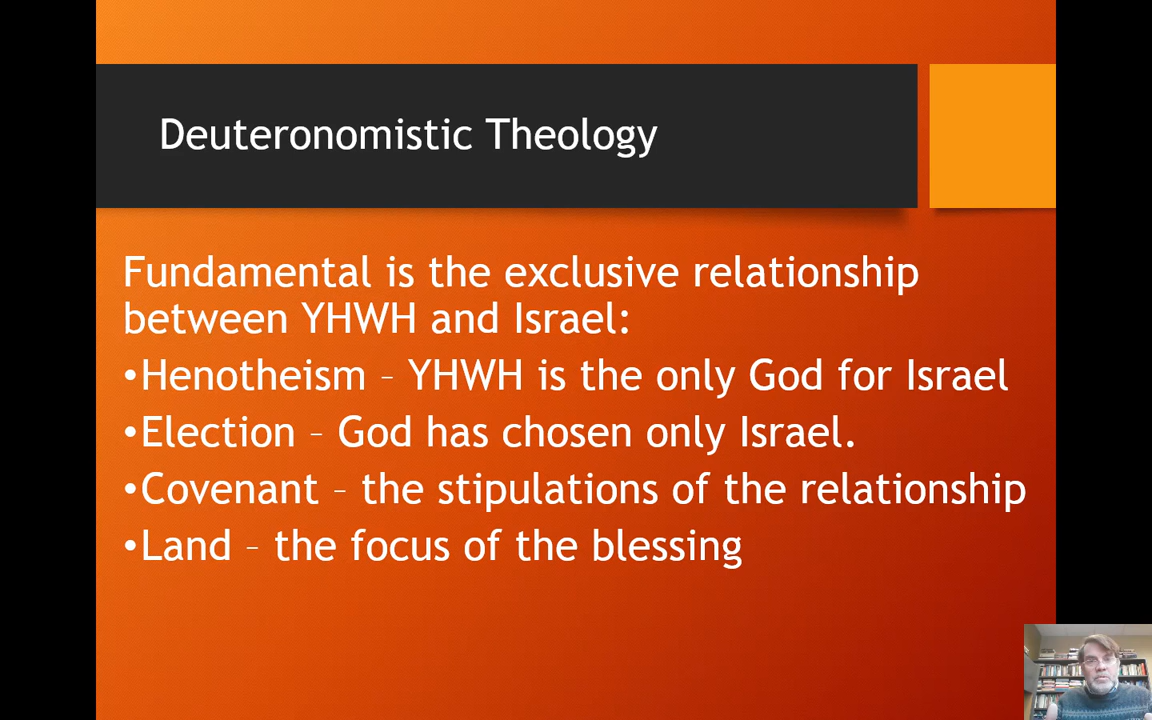 Deuteronomistic Theology
Fundamental is the exclusive relationship
between YHWH and Israel:
•Henotheism – YHWH is the only God for Israel
•Election – God has chosen only Israel.
•Covenant – the stipulations of the relationship
•Land – the focus of the blessing